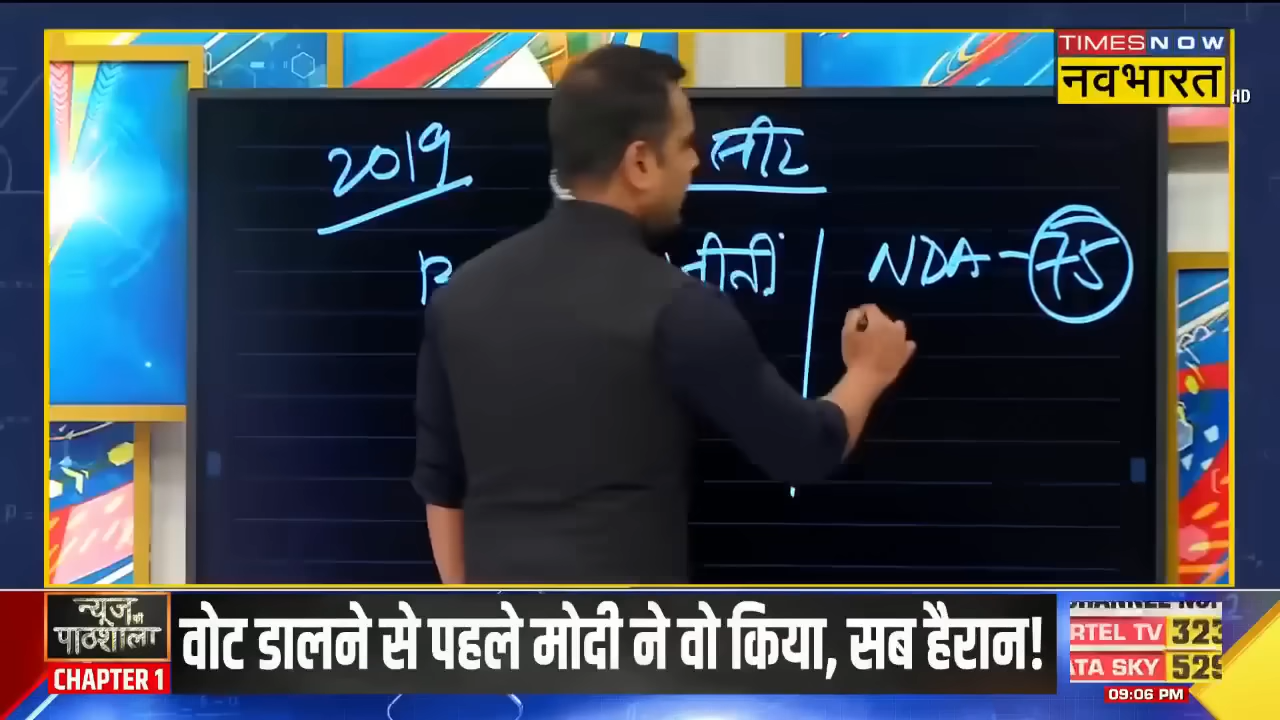 TIMES NOW
नवभारत
HD
2019
सीट
NDA - 75
न्यूज की
पाठशाला
CHAPTER 1
वोट डालने से पहले मोदी ने वो किया, सब हैरान!
RTEL TV 323
ATA SKY 529
09:06 PM